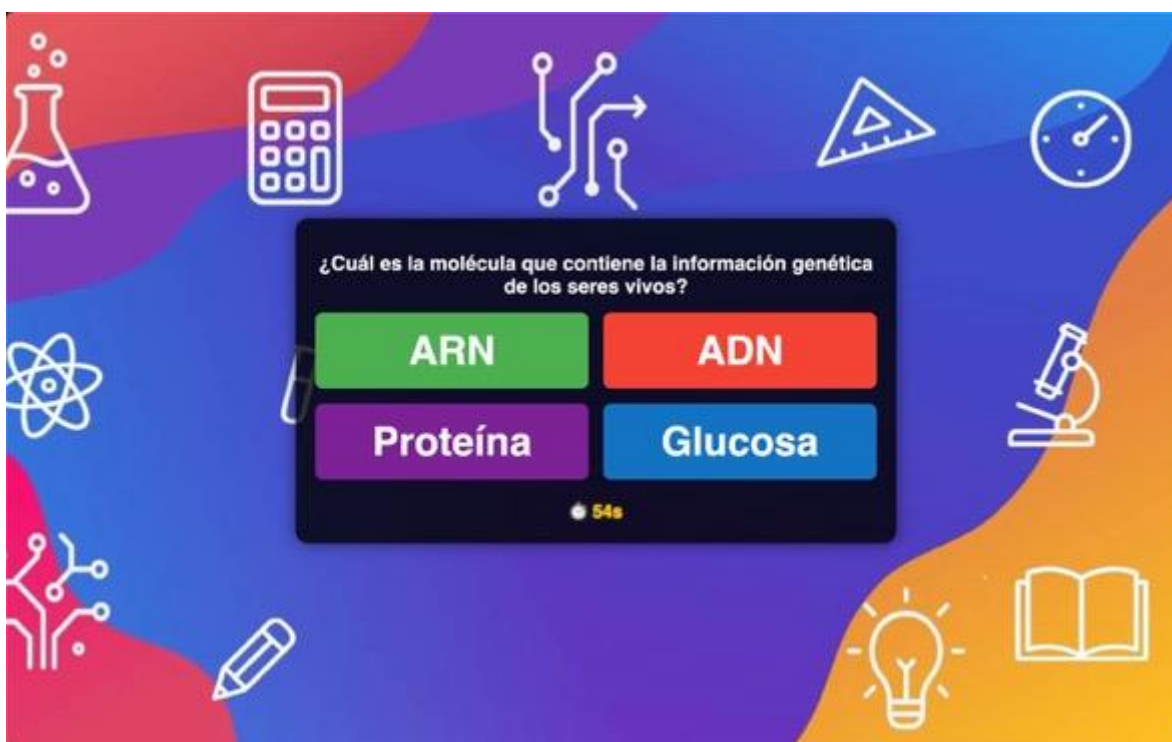 ¿Cuál es la molécula que contiene la información genética
de los seres vivos?
ARN
ADN
Proteína
Glucosa
54s